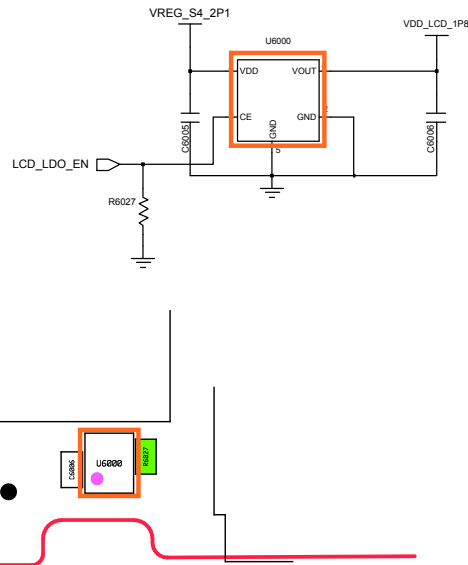 VREG_S4_2P1
VDD_LCD_1P8
U6000
VDD
VOUT
CE
GND
GND
C6005
C6006
LCD_LDO_EN
R6027
C6006
U6000
R6027